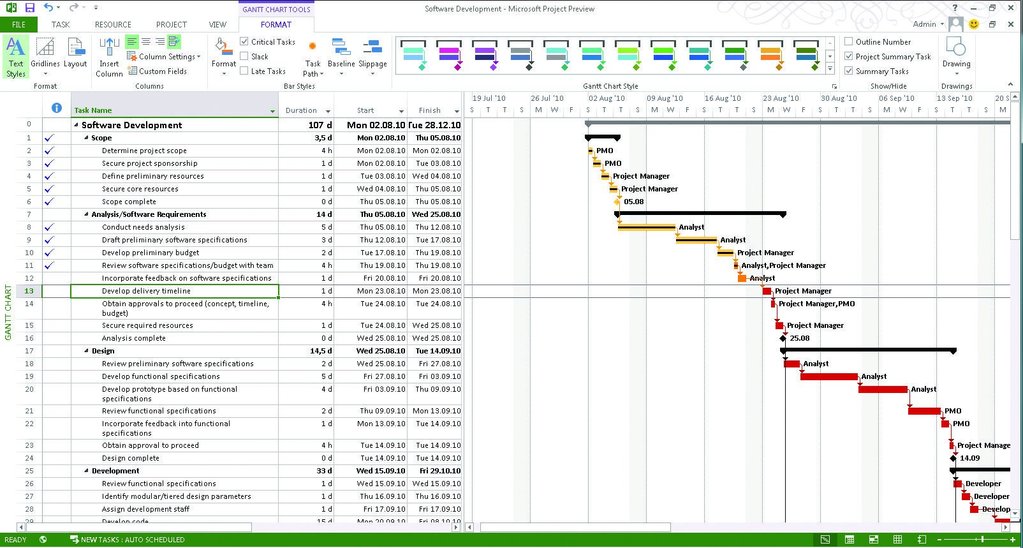 GANTT CHART TOOLS
Software Development - Microsoft Project Preview
FILE TASK RESOURCE PROJECT VIEW FORMAT Admin
Text Styles Gridlines Layout
Insert Column
Column Settings
Custom Fields
Format
Critical Tasks
Slack
Late Tasks
Task Path Baseline Slippage
Outline Number
Project Summary Task
Summary Tasks
Drawing
Format Columns Bar Styles Gantt Chart Style Show/Hide Drawings
Task Name Duration Start Finish
19 Jul '10 26 Jul '10 02 Aug '10 09 Aug '10 16 Aug '10 23 Aug '10 30 Aug '10 06 Sep '10 13 Sep '10
GANTT CHART
0 Software Development 107 d Mon 02.08.10 Tue 28.12.10
1 Scope 3,5 d Mon 02.08.10 Thu 05.08.10
2 Determine project scope 4 h Mon 02.08.10 Mon 02.08.10 PMO
3 Secure project sponsorship 1 d Mon 02.08.10 Tue 03.08.10 PMO
4 Define preliminary resources 1 d Tue 03.08.10 Wed 04.08.10 Project Manager
5 Secure core resources 1 d Wed 04.08.10 Thu 05.08.10 Project Manager
6 Scope complete 0 d Thu 05.08.10 Thu 05.08.10 05.08
7 Analysis/Software Requirements 14 d Thu 05.08.10 Wed 25.08.10
8 Conduct needs analysis 5 d Thu 05.08.10 Thu 12.08.10 Analyst
9 Draft preliminary software specifications 3 d Thu 12.08.10 Tue 17.08.10 Analyst
10 Develop preliminary budget 2 d Tue 17.08.10 Thu 19.08.10 Project Manager
11 Review software specifications/budget with team 4 h Thu 19.08.10 Thu 19.08.10 Analyst,Project Manager
12 Incorporate feedback on software specifications 1 d Fri 20.08.10 Fri 20.08.10 Analyst
13 Develop delivery timeline 1 d Mon 23.08.10 Mon 23.08.10 Project Manager
14 Obtain approvals to proceed (concept, timeline, 4 h Tue 24.08.10 Tue 24.08.10 Project Manager,PMO
budget)
15 Secure required resources 1 d Tue 24.08.10 Wed 25.08.10 Project Manager
16 Analysis complete 0 d Wed 25.08.10 Wed 25.08.10 25.08
17 Design 14,5 d Wed 25.08.10 Tue 14.09.10
18 Review preliminary software specifications 2 d Wed 25.08.10 Fri 27.08.10 Analyst
19 Develop functional specifications 5 d Fri 27.08.10 Fri 03.09.10 Analyst
20 Develop prototype based on functional 4 d Fri 03.09.10 Thu 09.09.10 Analyst
specifications
21 Review functional specifications 2 d Thu 09.09.10 Mon 13.09.10 PMO
22 Incorporate feedback into functional 1 d Mon 13.09.10 Tue 14.09.10 PMO
specifications
23 Obtain approval to proceed 4 h Tue 14.09.10 Tue 14.09.10 Project Manage
24 Design complete 0 d Tue 14.09.10 Tue 14.09.10 14.09
25 Development 33 d Wed 15.09.10 Fri 29.10.10
26 Review functional specifications 1 d Wed 15.09.10 Wed 15.09.10 Developer
27 Identify modular/tiered design parameters 1 d Thu 16.09.10 Thu 16.09.10 Developer
28 Assign development staff 1 d Fri 17.09.10 Fri 17.09.10 Develop
29 Develop code 15 d Mon 20.09.10 Fri 08.10.10
READY NEW TASKS : AUTO SCHEDULED